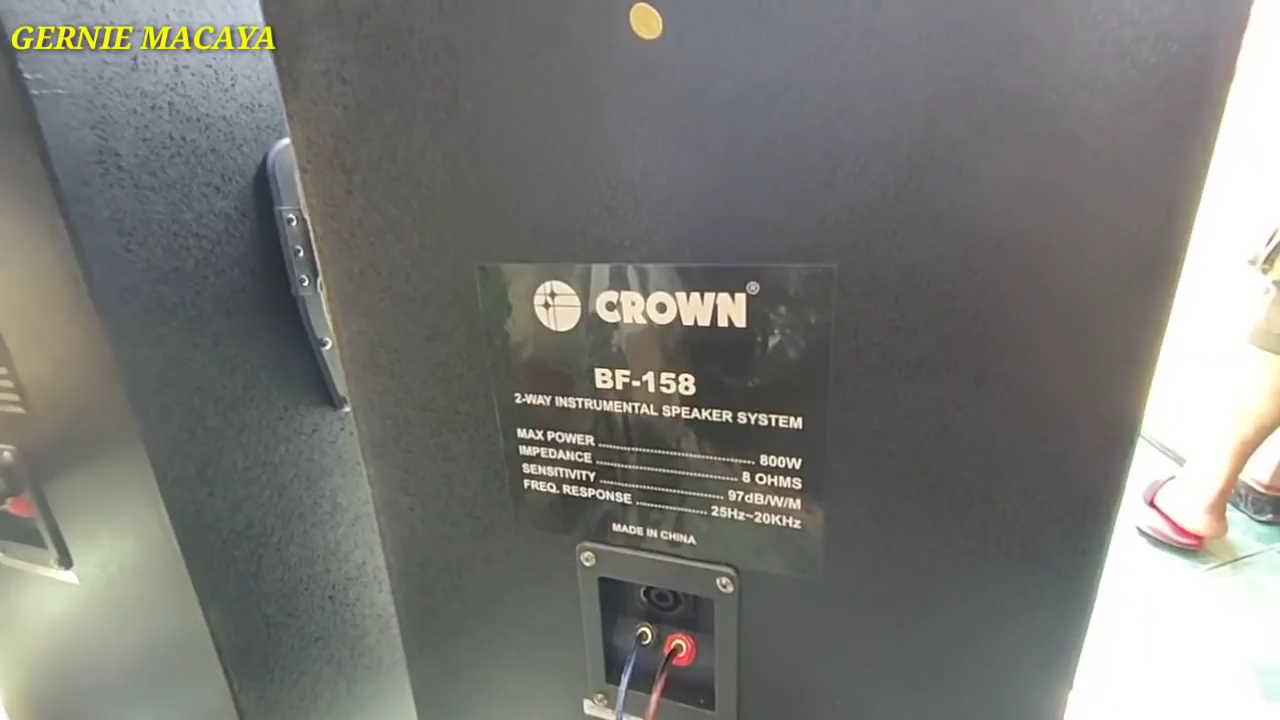 GERNIE MACAYA
CROWN®
BF-158
2-WAY INSTRUMENTAL SPEAKER SYSTEM
MAX POWER ........................................ 800W
IMPEDANCE ..................................... 8 OHMS
SENSITIVITY ................................ 97dB/W/M
FREQ. RESPONSE .................. 25Hz~20KHz
MADE IN CHINA